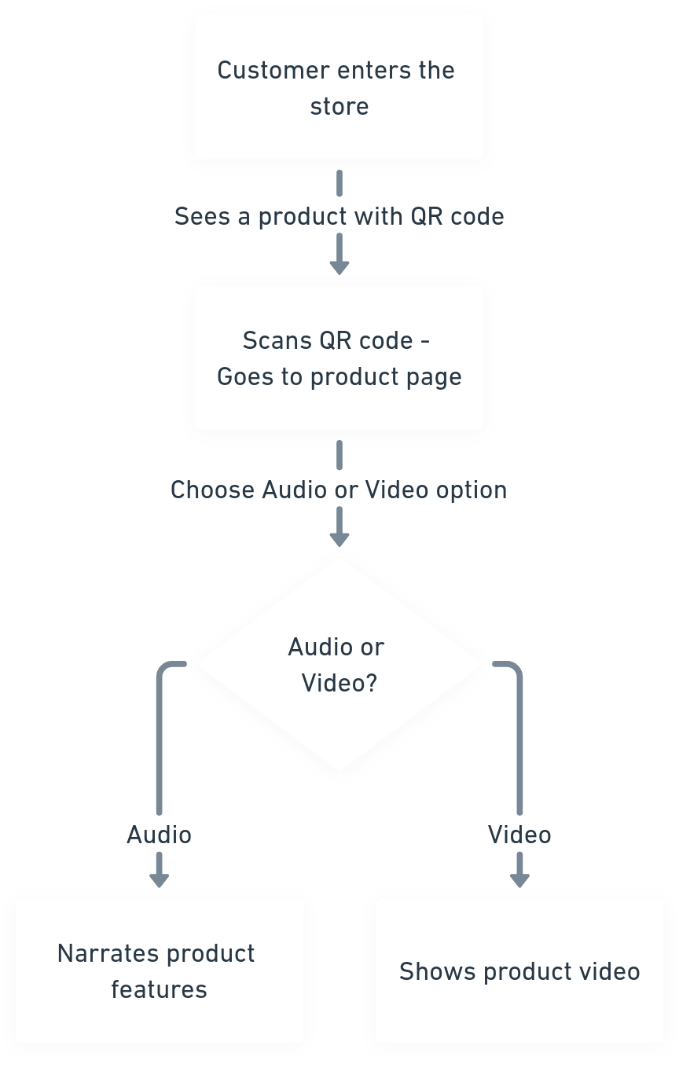 Customer enters the
store
Sees a product with QR code
Scans QR code -
Goes to product page
Choose Audio or Video option
Audio or
Video?
Audio
Video
Narrates product
features
Shows product video